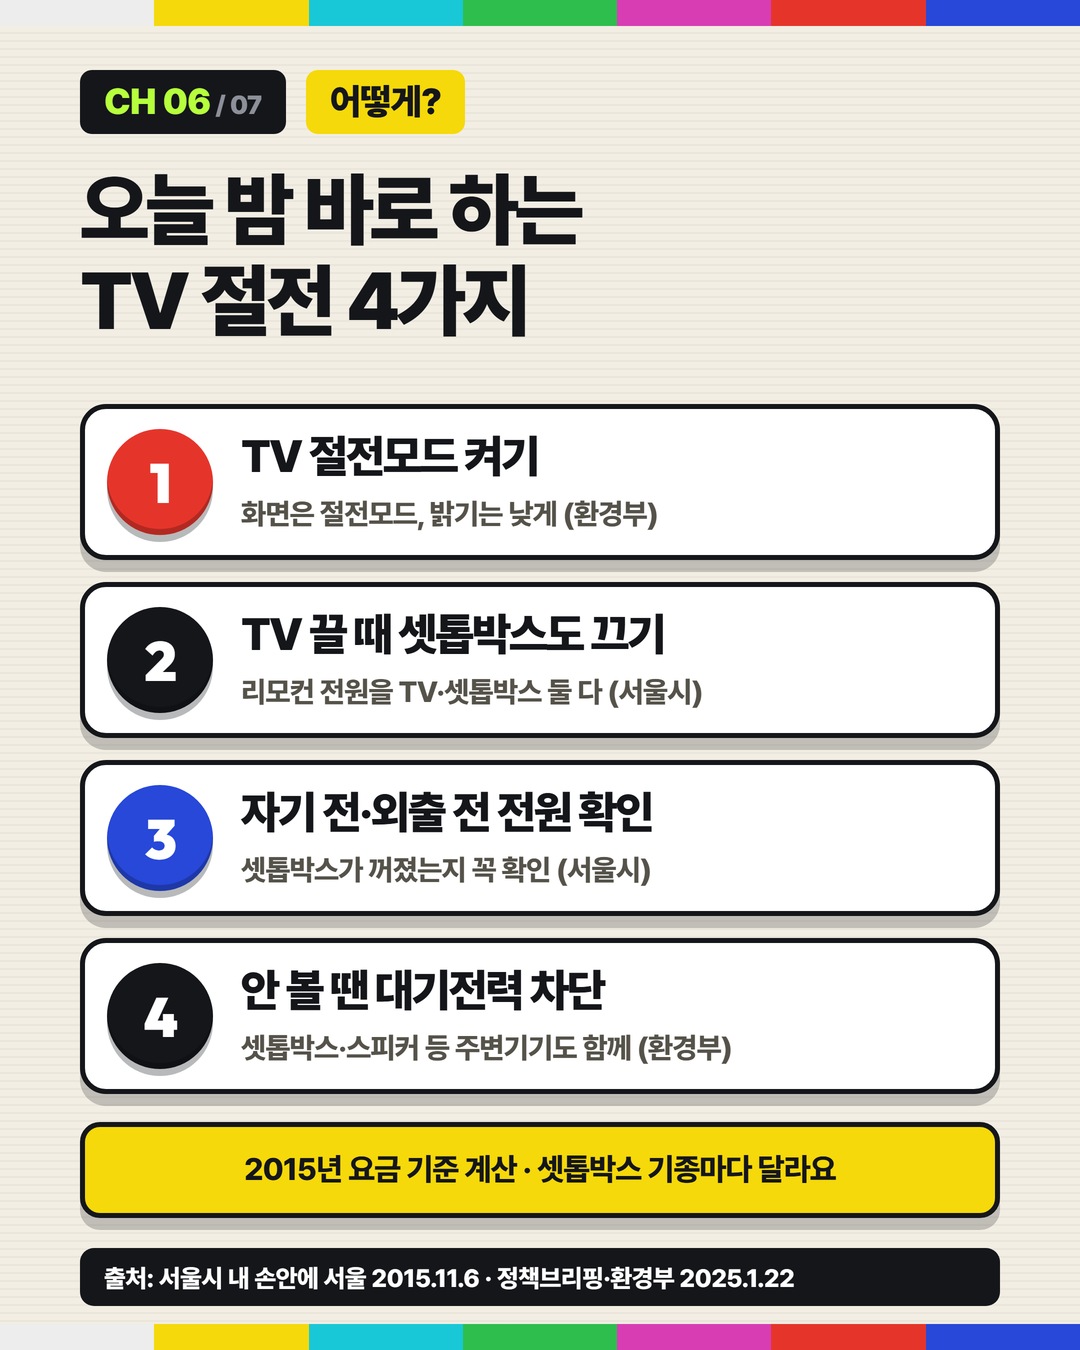 CH 06 / 07
어떻게?
오늘 밤 바로 하는
TV 절전 4가지
1
TV 절전모드 켜기
화면은 절전모드, 밝기는 낮게 (환경부)
2
TV 끌 때 셋톱박스도 끄기
리모컨 전원을 TV·셋톱박스 둘 다 (서울시)
3
자기 전·외출 전 전원 확인
셋톱박스가 꺼졌는지 꼭 확인 (서울시)
4
안 볼 땐 대기전력 차단
셋톱박스·스피커 등 주변기기도 함께 (환경부)
2015년 요금 기준 계산 · 셋톱박스 기종마다 달라요
출처: 서울시 내 손안에 서울 2015.11.6 · 정책브리핑·환경부 2025.1.22